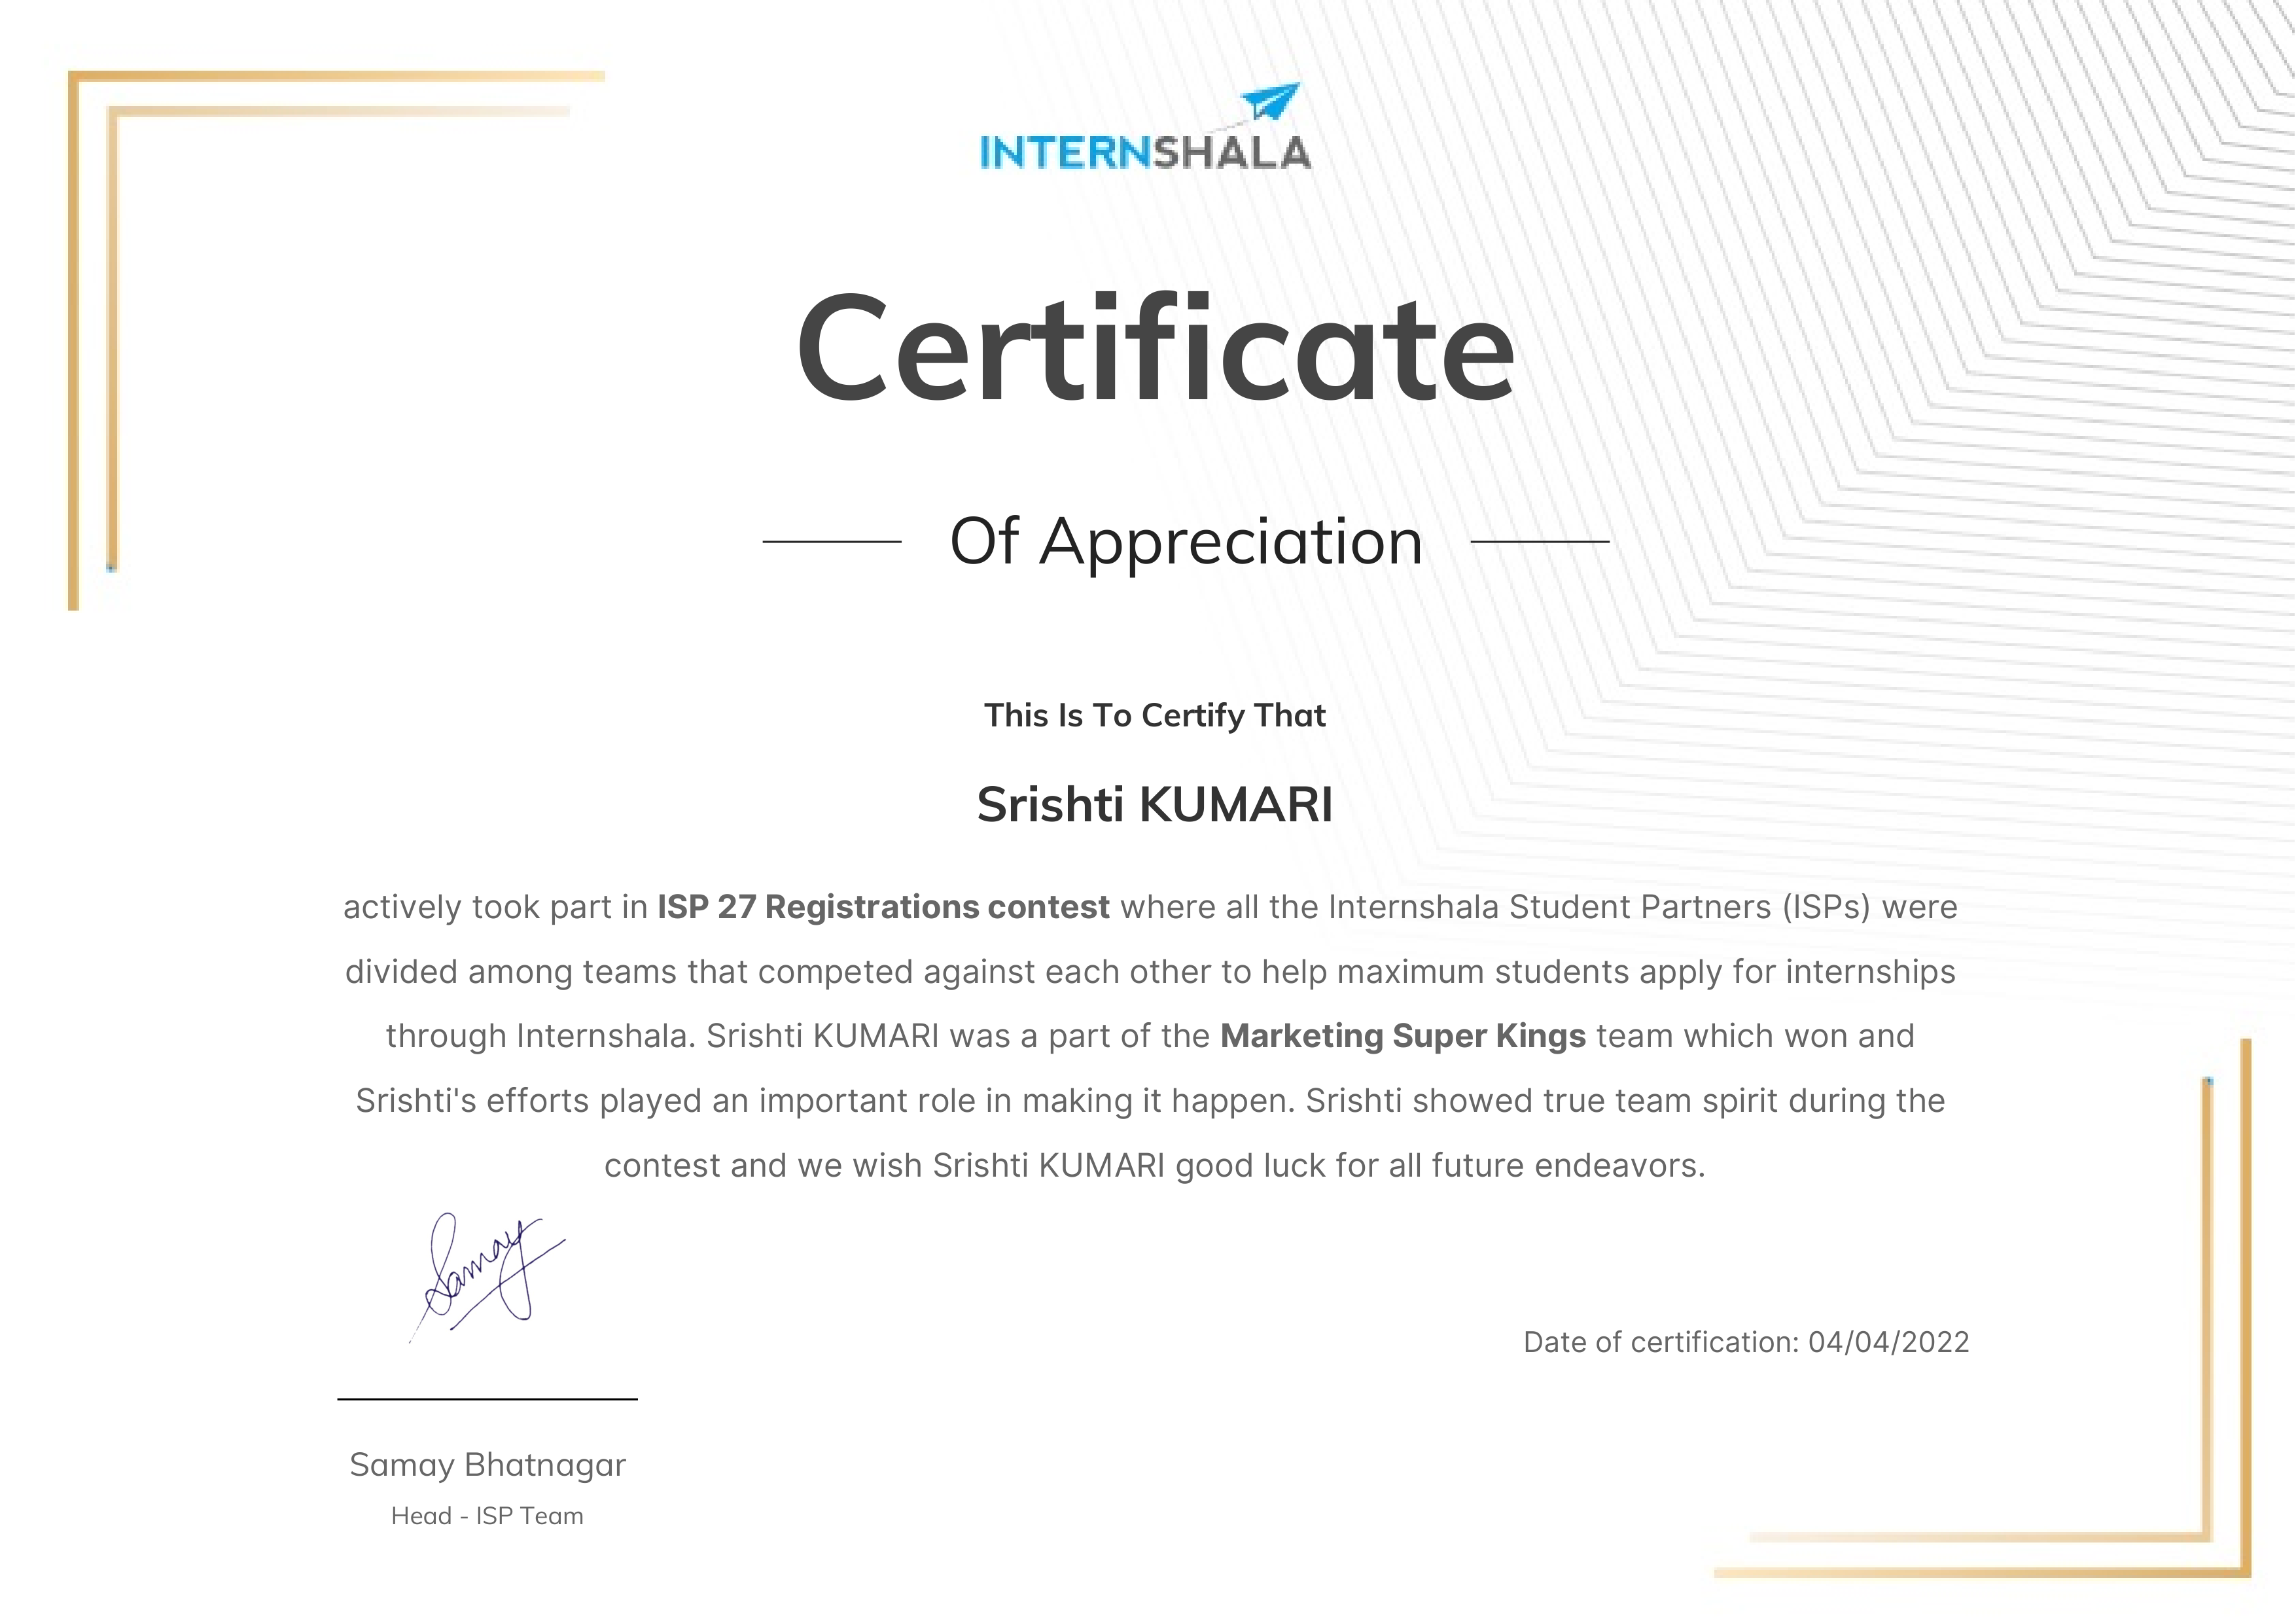 INTERNSHALA
Certificate
Of Appreciation
This Is To Certify That
Srishti KUMARI
actively took part in ISP 27 Registrations contest where all the Internshala Student Partners (ISPs) were
divided among teams that competed against each other to help maximum students apply for internships
through Internshala. Srishti KUMARI was a part of the Marketing Super Kings team which won and
Srishti's efforts played an important role in making it happen. Srishti showed true team spirit during the
contest and we wish Srishti KUMARI good luck for all future endeavors.
Samay
Date of certification: 04/04/2022
Samay Bhatnagar
Head - ISP Team